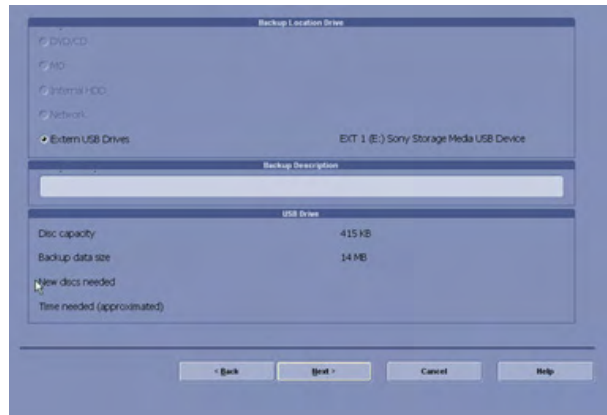 Backup Location Drive
DVD/CD
MO
Internal HDD
Network
Extern USB Drives EXT 1 (E:) Sony Storage Media USB Device
Backup Description
USB Drive
Disc capacity 415 KB
Backup data size 14 MB
New discs needed
Time needed (approximated)
< Back Next > Cancel Help